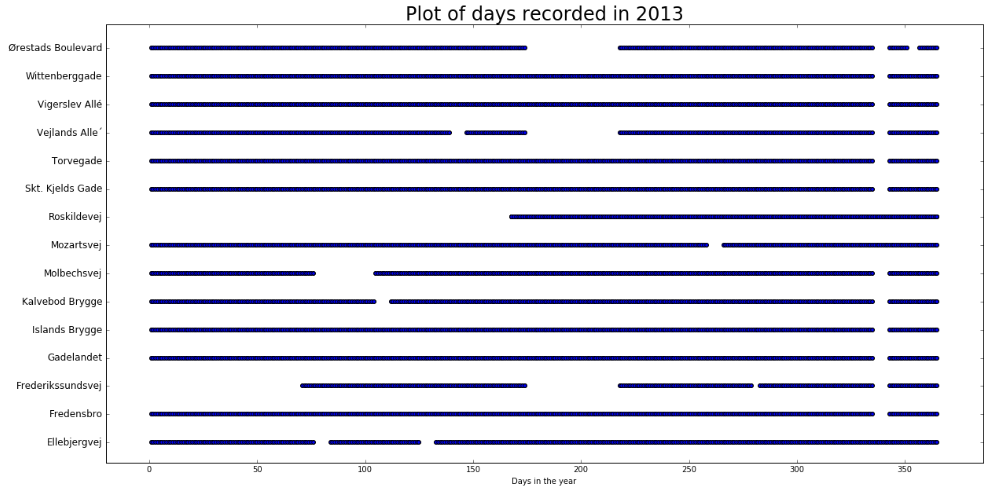 Plot of days recorded in 2013
Ørestads Boulevard
Wittenberggade
Vigerslev Allé
Vejlands Alle´
Torvegade
Skt. Kjelds Gade
Roskildevej
Mozartsvej
Molbechsvej
Kalvebod Brygge
Islands Brygge
Gadelandet
Frederikssundsvej
Fredensbro
Ellebjergvej
0 50 100 150 200 250 300 350
Days in the year